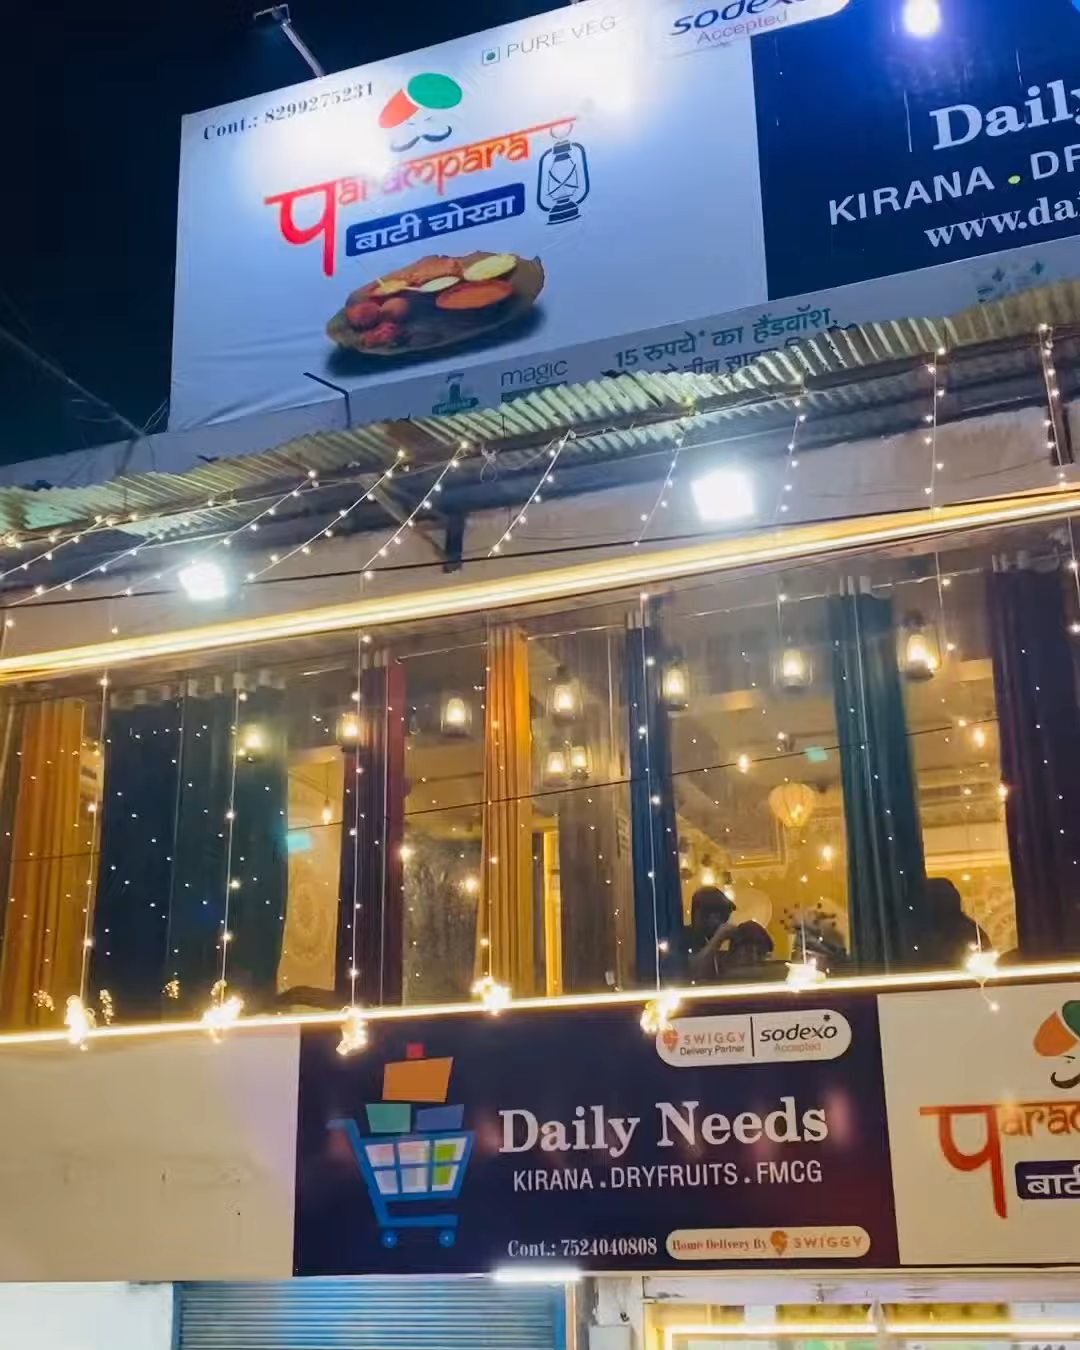 sodexo
Accepted
PURE VEG
Cont.: 8299275231
Parampara
बाटी चोखा
Daily
KIRANA . DR
www.dai
15 रुपये* का हैंडवॉश,
magic
SWIGGY
Delivery Partner
sodexo
Accepted
Daily Needs
KIRANA . DRYFRUITS . FMCG
Cont.: 7524040808
Home Delivery By SWIGGY